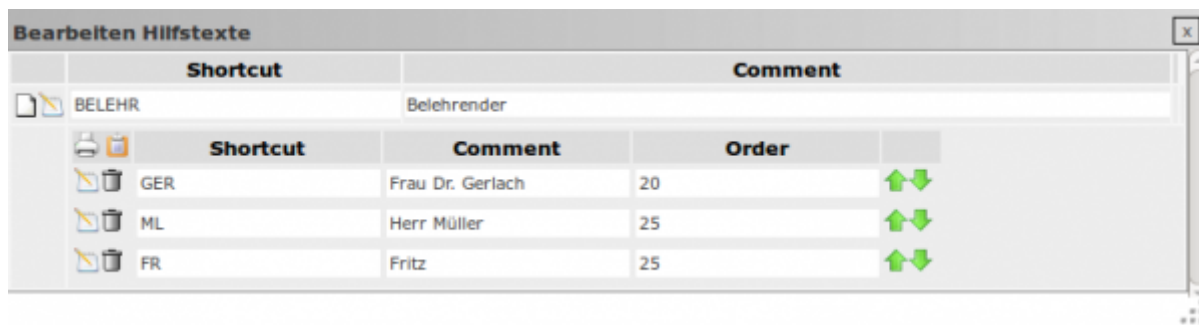 Bearbeiten Hilfstexte x
Shortcut Comment
BELEHR Belehrender
Shortcut Comment Order
GER Frau Dr. Gerlach 20
ML Herr Müller 25
FR Fritz 25